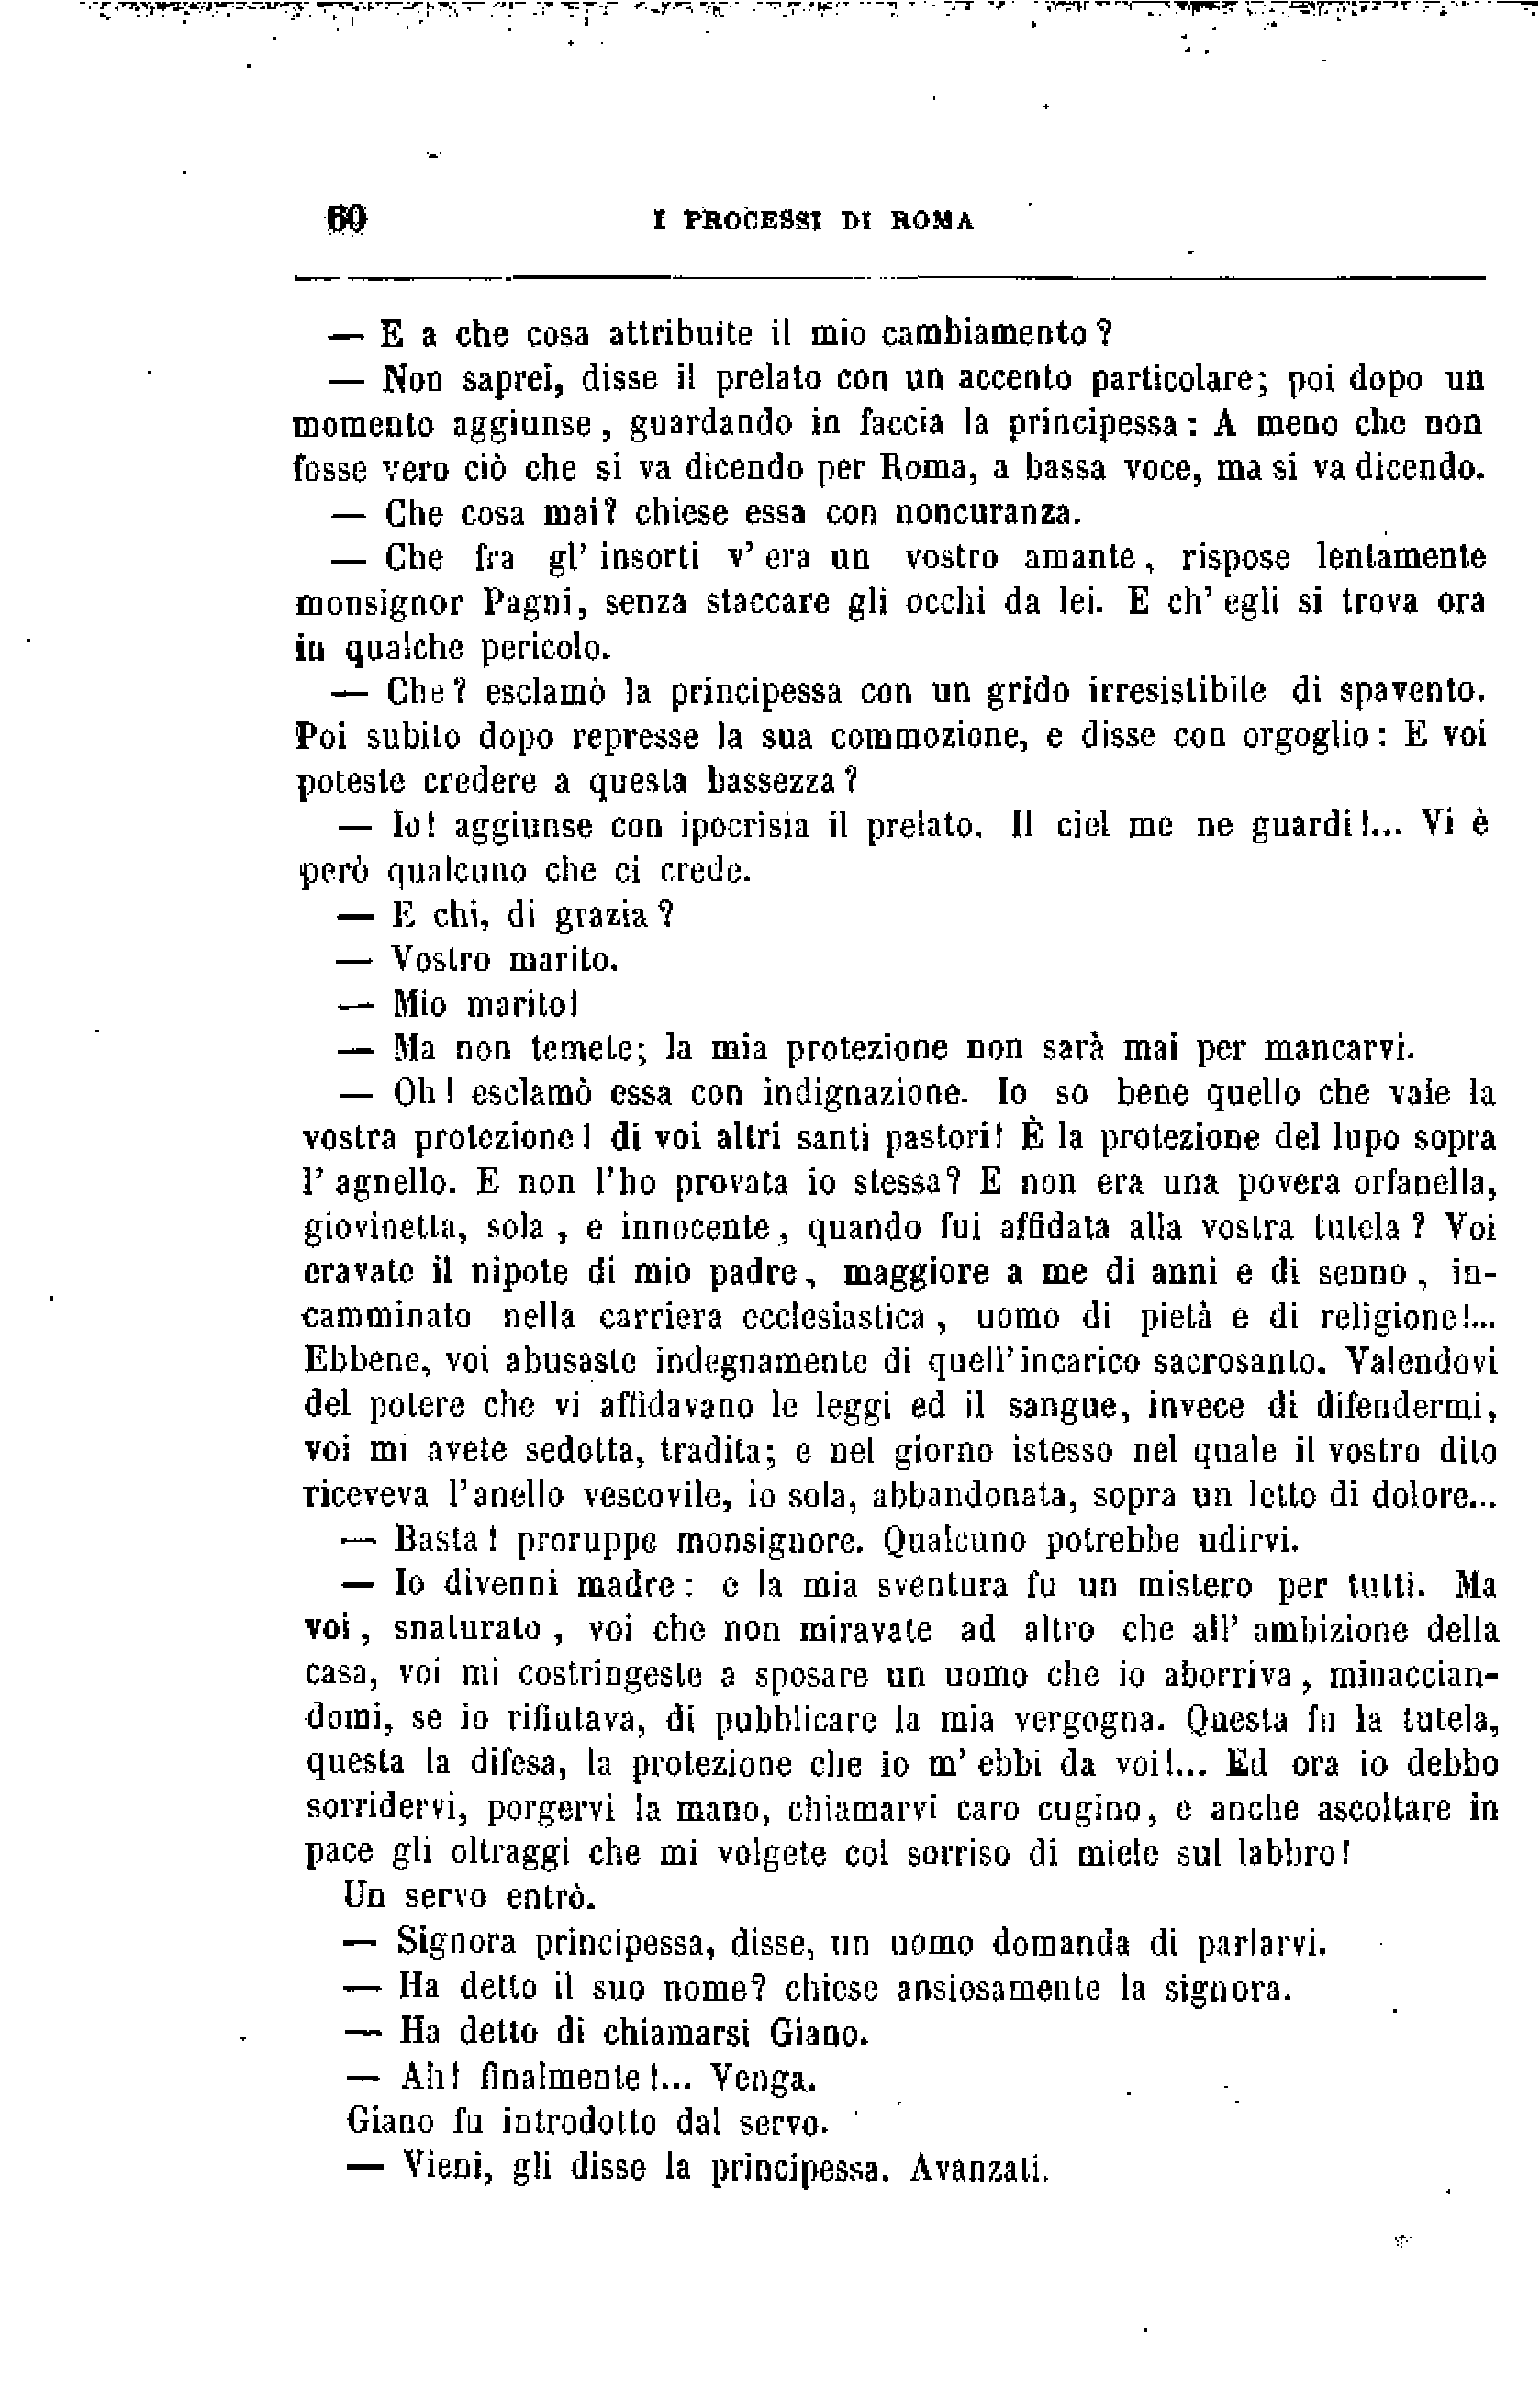 60 I PROCESSI DI ROMA
— E a che cosa attribuite il mio cambiamento ?
— Non saprei, disse il prelato con un accento particolare; poi dopo un
momento aggiunse, guardando in faccia la principessa: A meno che non
fosse vero ciò che si va dicendo per Roma, a bassa voce, ma si va dicendo.
— Che cosa mai? chiese essa con noncuranza.
— Che fra gl' insorti v' era un vostro amante, rispose lentamente
monsignor Pagni, senza staccare gli occhi da lei. E ch' egli si trova ora
in qualche pericolo.
— Che? esclamò la principessa con un grido irresistibile di spavento.
Poi subito dopo represse la sua commozione, e disse con orgoglio: E voi
poteste credere a questa bassezza?
— Io! aggiunse con ipocrisia il prelato. Il ciel me ne guardi!... Vi è
però qualcuno che ci crede.
— E chi, di grazia?
— Vostro marito.
— Mio marito!
— Ma non temete; la mia protezione non sarà mai per mancarvi.
— Oh! esclamò essa con indignazione. Io so bene quello che vale la
vostra protezione! di voi altri santi pastori! È la protezione del lupo sopra
l' agnello. E non l'ho provata io stessa? E non era una povera orfanella,
giovinetta, sola, e innocente, quando fui affidata alla vostra tutela? Voi
eravate il nipote di mio padre, maggiore a me di anni e di senno, in-
camminato nella carriera ecclesiastica, uomo di pietà e di religione!...
Ebbene, voi abusaste indegnamente di quell'incarico sacrosanto. Valendovi
del potere che vi affidavano le leggi ed il sangue, invece di difendermi,
voi mi avete sedotta, tradita; e nel giorno istesso nel quale il vostro dito
riceveva l'anello vescovile, io sola, abbandonata, sopra un letto di dolore...
— Basta! proruppe monsignore. Qualcuno potrebbe udirvi.
— Io divenni madre: e la mia sventura fu un mistero per tutti. Ma
voi, snaturato, voi che non miravate ad altro che all' ambizione della
casa, voi mi costringeste a sposare un uomo che io aborriva, minaccian-
domi, se io rifiutava, di pubblicare la mia vergogna. Questa fu la tutela,
questa la difesa, la protezione che io m' ebbi da voi!... Ed ora io debbo
sorridervi, porgervi la mano, chiamarvi caro cugino, e anche ascoltare in
pace gli oltraggi che mi volgete col sorriso di miele sul labbro!
Un servo entrò.
— Signora principessa, disse, un uomo domanda di parlarvi.
— Ha detto il suo nome? chiese ansiosamente la signora.
— Ha detto di chiamarsi Giano.
— Ah! finalmente!... Venga.
Giano fu introdotto dal servo.
— Vieni, gli disse la principessa. Avanzati.